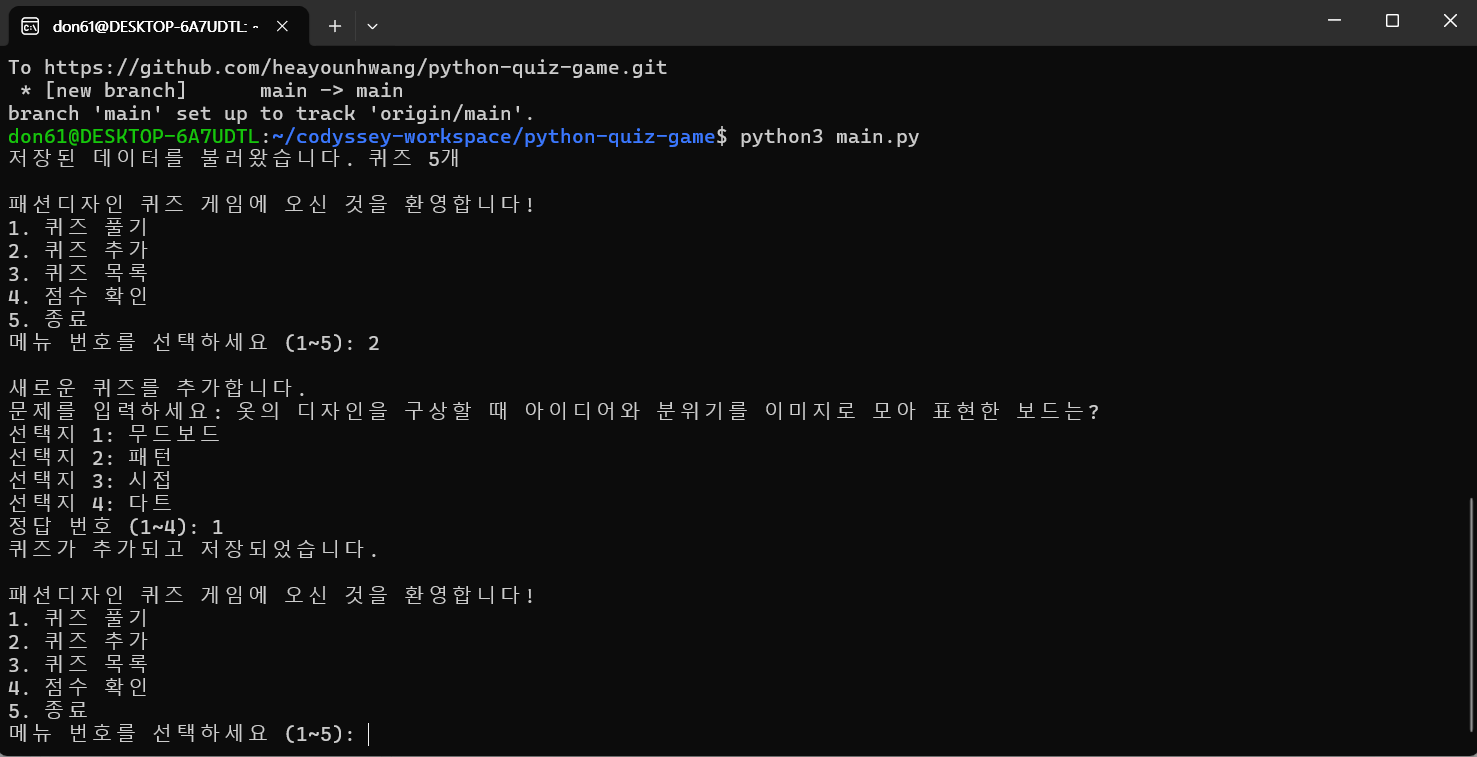 don61@DESKTOP-6A7UDTL: ~
To https://github.com/heayounhwang/python-quiz-game.git
 * [new branch]      main -> main
branch 'main' set up to track 'origin/main'.
don61@DESKTOP-6A7UDTL:~/codyssey-workspace/python-quiz-game$ python3 main.py
저장된 데이터를 불러왔습니다. 퀴즈 5개

패션디자인 퀴즈 게임에 오신 것을 환영합니다!
1. 퀴즈 풀기
2. 퀴즈 추가
3. 퀴즈 목록
4. 점수 확인
5. 종료
메뉴 번호를 선택하세요 (1~5): 2

새로운 퀴즈를 추가합니다.
문제를 입력하세요: 옷의 디자인을 구상할 때 아이디어와 분위기를 이미지로 모아 표현한 보드는?
선택지 1: 무드보드
선택지 2: 패턴
선택지 3: 시접
선택지 4: 다트
정답 번호 (1~4): 1
퀴즈가 추가되고 저장되었습니다.

패션디자인 퀴즈 게임에 오신 것을 환영합니다!
1. 퀴즈 풀기
2. 퀴즈 추가
3. 퀴즈 목록
4. 점수 확인
5. 종료
메뉴 번호를 선택하세요 (1~5):